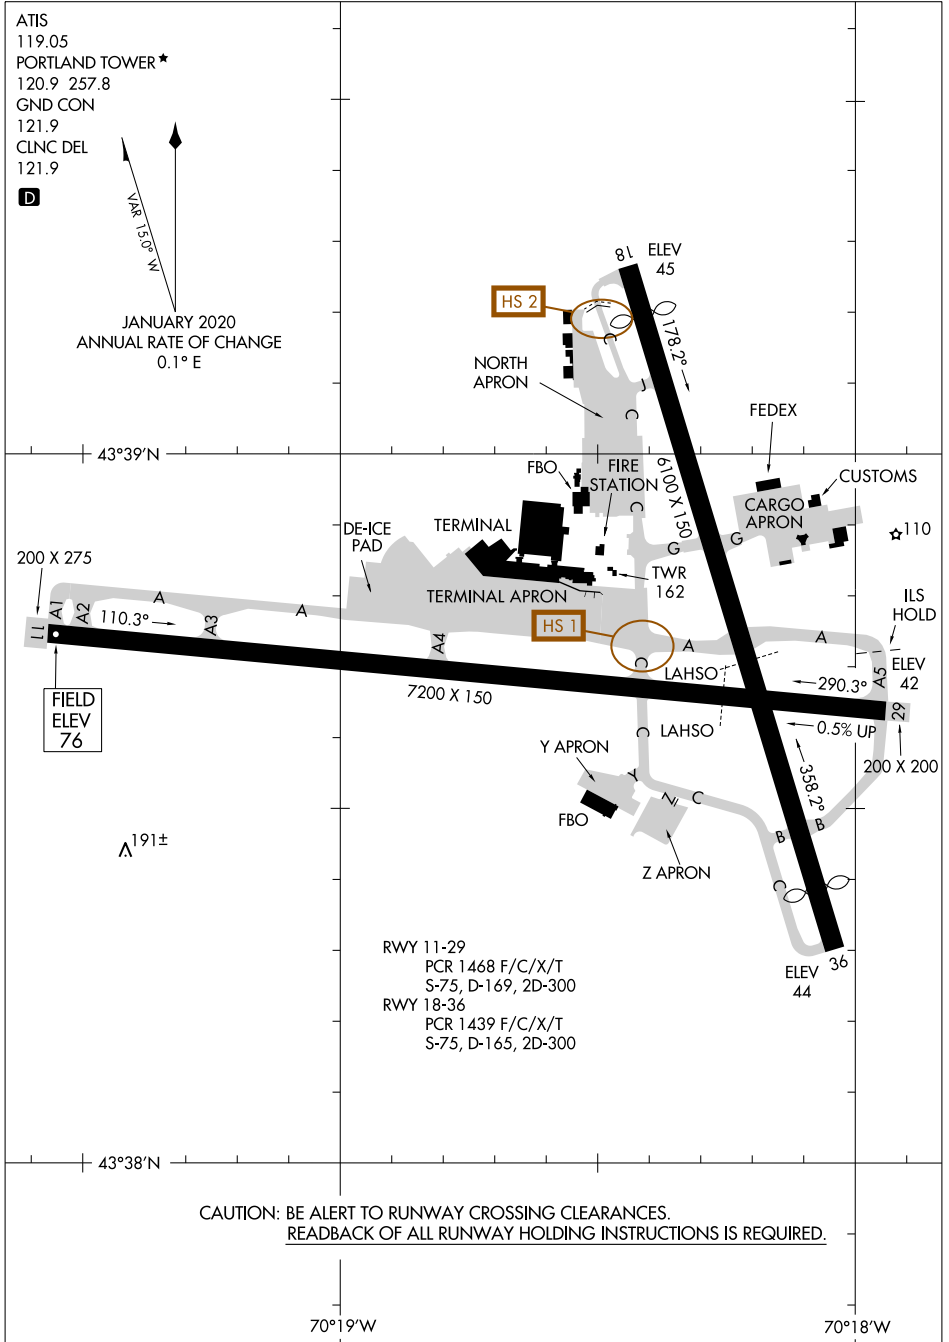 ATIS
119.05
PORTLAND TOWER★
120.9 257.8
GND CON
121.9
CLNC DEL
121.9
D
VAR 15.0° W
JANUARY 2020
ANNUAL RATE OF CHANGE
0.1° E
18
ELEV
45
HS 2
C
178.2°
J
NORTH
APRON
C
FEDEX
43°39'N
6100 X 150
FBO
FIRE
STATION
CUSTOMS
CARGO
APRON
C
G
G
110
DE-ICE
PAD
TERMINAL
TWR
162
TERMINAL APRON
200 X 275
ILS
HOLD
A1
A2
A
A
A3
110.3°
11
A4
HS 1
C
A
A
LAHSO
ELEV
42
A5
290.3°
FIELD
ELEV
76
7200 X 150
29
LAHSO
0.5% UP
200 X 200
C
Y APRON
Y
Z
C
358.2°
FBO
B
B
191±
Z APRON
C
36
ELEV
44
RWY 11-29
PCR 1468 F/C/X/T
S-75, D-169, 2D-300
RWY 18-36
PCR 1439 F/C/X/T
S-75, D-165, 2D-300
43°38'N
CAUTION: BE ALERT TO RUNWAY CROSSING CLEARANCES.
READBACK OF ALL RUNWAY HOLDING INSTRUCTIONS IS REQUIRED.
70°19'W
70°18'W